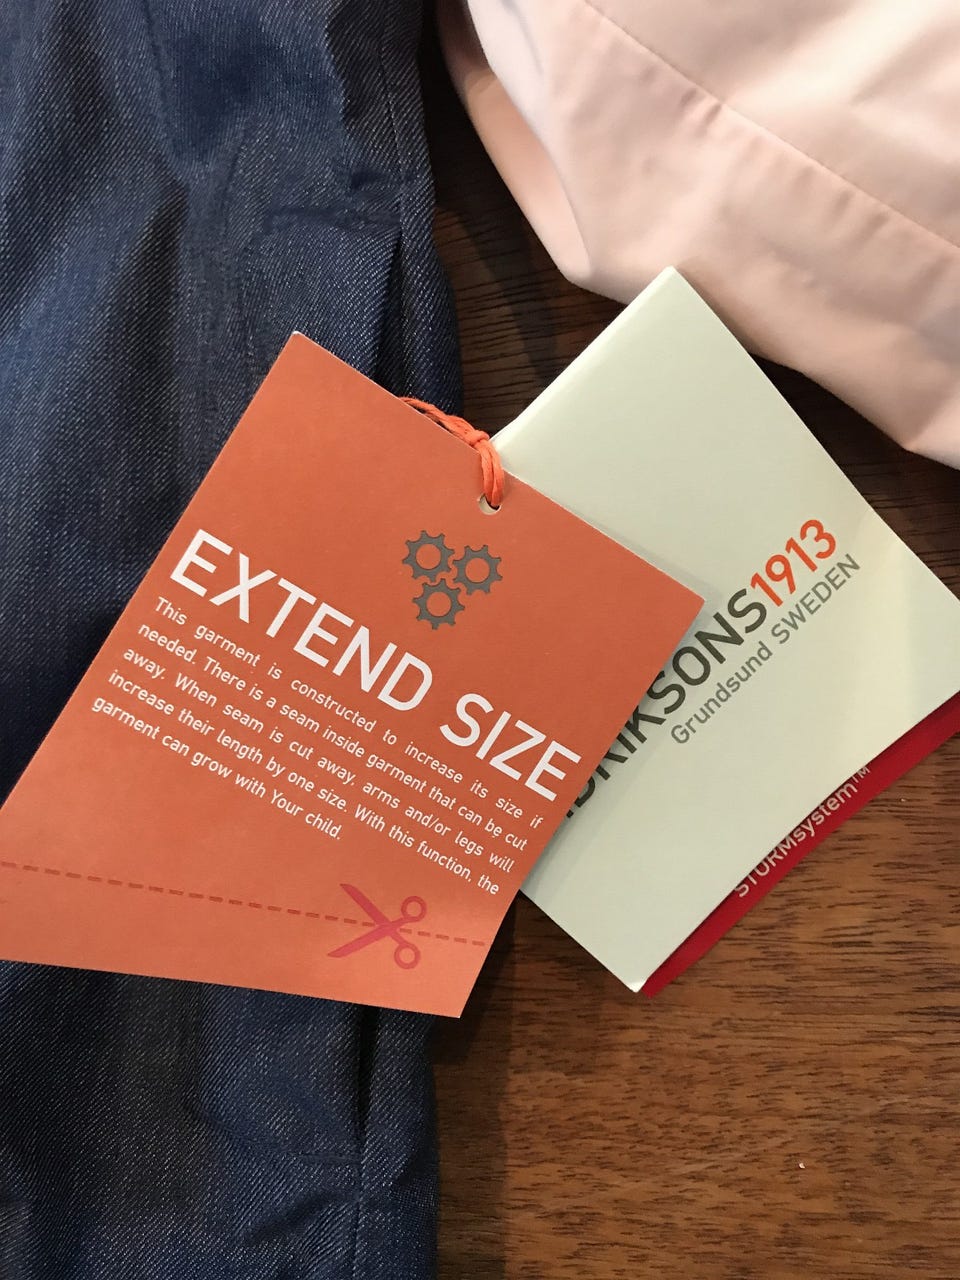 EXTEND SIZE
This garment is constructed to increase its size if
needed. There is a seam inside garment that can be cut
away. When seam is cut away, arms and/or legs will
increase their length by one size. With this function, the
garment can grow with Your child.
RIKSONS1913
Grundsund SWEDEN
STORMsystem™